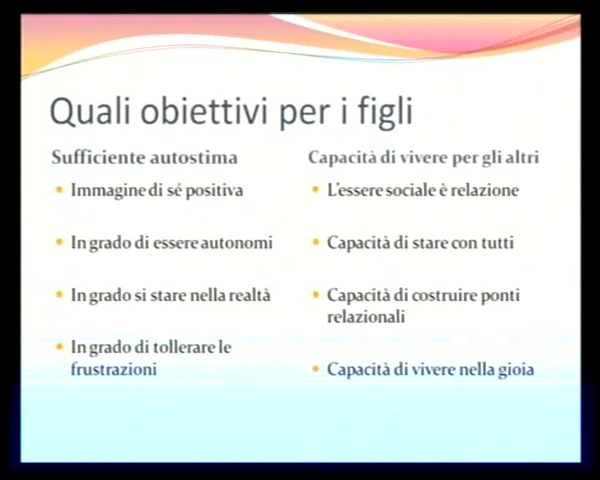 Quali obiettivi per i figli
Sufficiente autostima
Immagine di sé positiva
In grado di essere autonomi
In grado si stare nella realtà
In grado di tollerare le
frustrazioni
Capacità di vivere per gli altri
L'essere sociale è relazione
Capacità di stare con tutti
Capacità di costruire ponti
relazionali
Capacità di vivere nella gioia